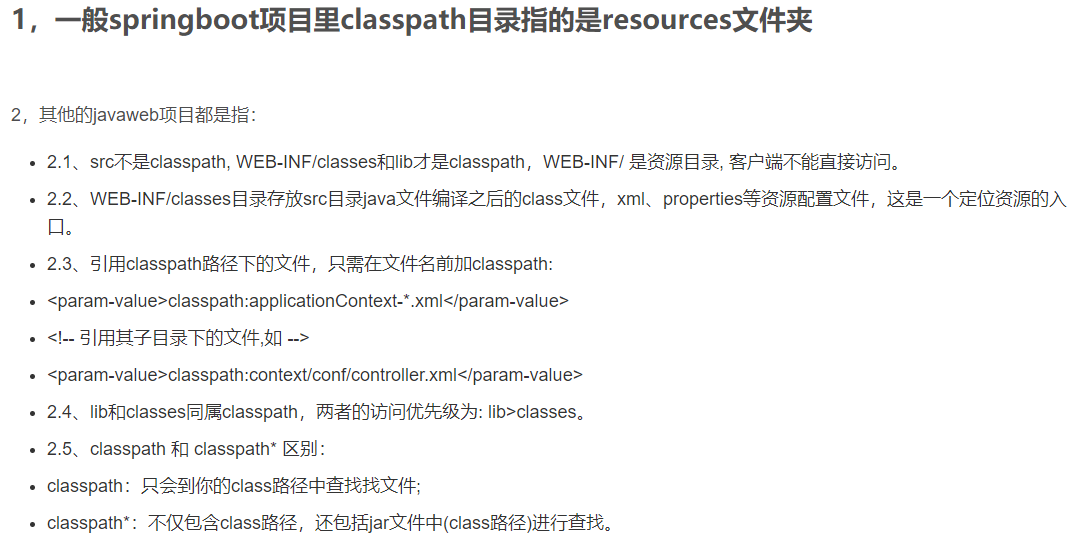 1，一般springboot项目里classpath目录指的是resources文件夹
2，其他的javaweb项目都是指：
2.1、src不是classpath, WEB-INF/classes和lib才是classpath，WEB-INF/ 是资源目录, 客户端不能直接访问。
2.2、WEB-INF/classes目录存放src目录java文件编译之后的class文件，xml、properties等资源配置文件，这是一个定位资源的入
口。
2.3、引用classpath路径下的文件，只需在文件名前加classpath:
<param-value>classpath:applicationContext-*.xml</param-value>
<!-- 引用其子目录下的文件,如 -->
<param-value>classpath:context/conf/controller.xml</param-value>
2.4、lib和classes同属classpath，两者的访问优先级为: lib>classes。
2.5、classpath 和 classpath* 区别：
classpath：只会到你的class路径中查找找文件;
classpath*：不仅包含class路径，还包括jar文件中(class路径)进行查找。